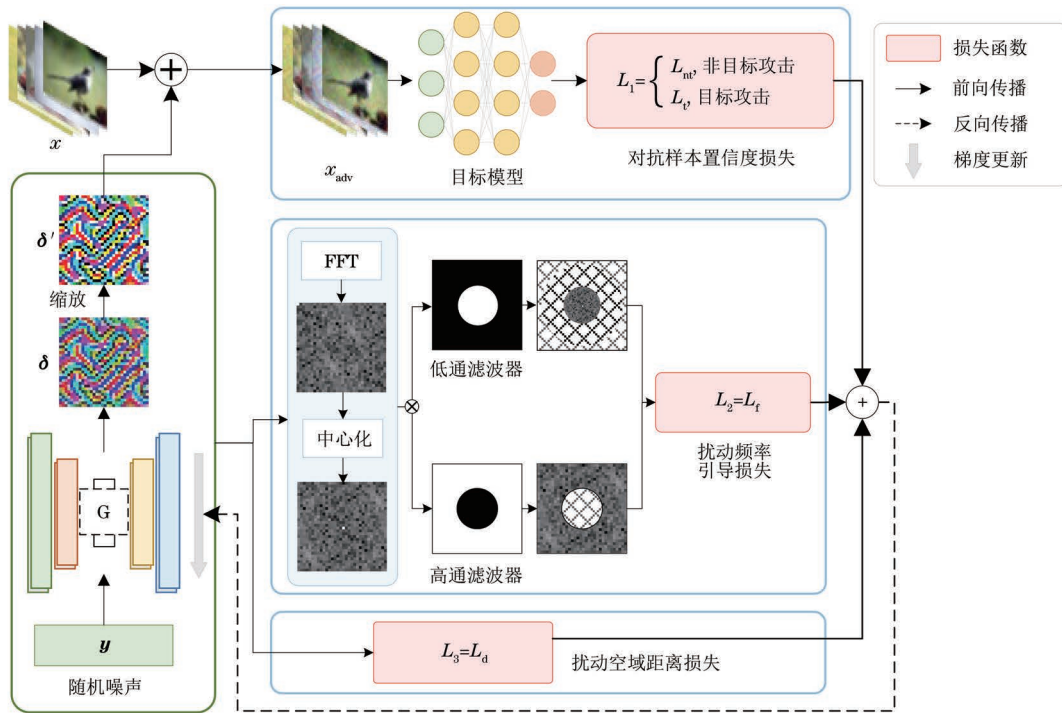 x
δ′
缩放
δ
G
y
随机噪声
x_adv
目标模型
L₁={ L_nt, 非目标攻击
L_t, 目标攻击
对抗样本置信度损失
FFT
中心化
低通滤波器
高通滤波器
L₂=L_f
扰动频率
引导损失
L₃=L_d
扰动空域距离损失
损失函数
前向传播
反向传播
梯度更新